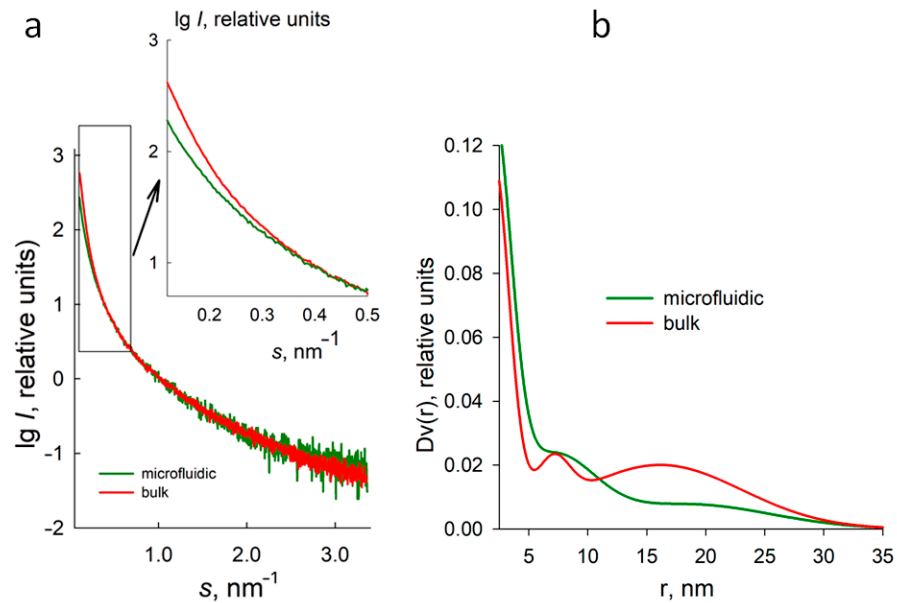 a
lg I, relative units
3
2
1
0.2 0.3 0.4 0.5
s, nm⁻¹
lg I, relative units)
3
2
1
0
-1
-2
microfluidic
bulk
1.0 2.0 3.0
s, nm⁻¹
b
Dv(r), relative units
0.12
0.10
0.08
0.06
0.04
0.02
0.00
microfluidic
bulk
5 10 15 20 25 30 35
r, nm